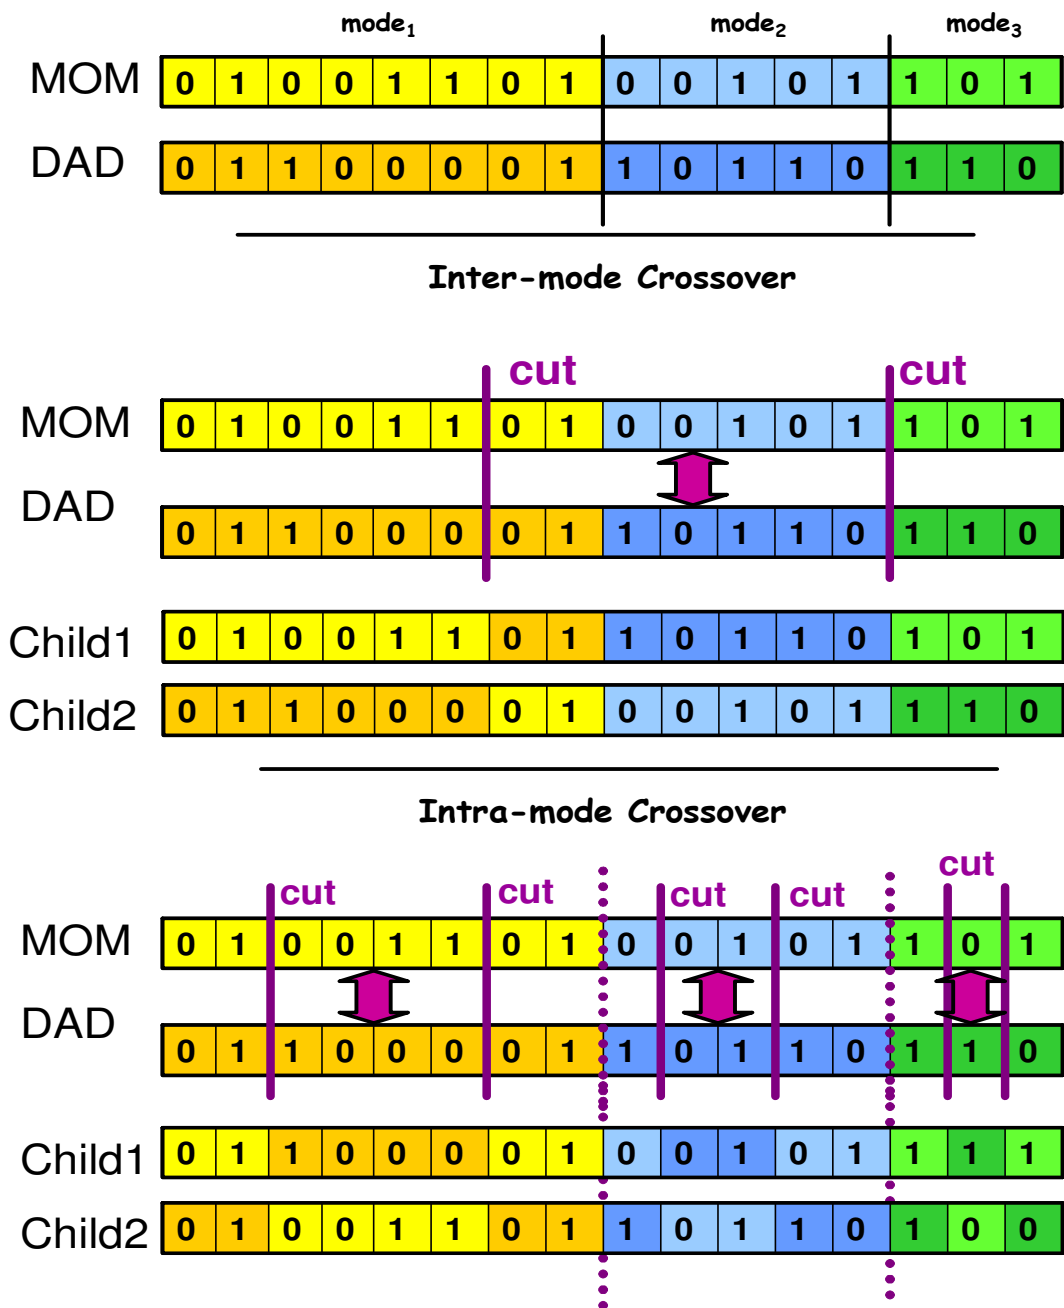 mode₁ mode₂ mode₃
MOM 0 1 0 0 1 1 0 1 0 0 1 0 1 1 0 1
DAD 0 1 1 0 0 0 0 1 1 0 1 1 0 1 1 0
Inter-mode Crossover
cut cut
MOM 0 1 0 0 1 1 0 1 0 0 1 0 1 1 0 1
DAD 0 1 1 0 0 0 0 1 1 0 1 1 0 1 1 0
Child1 0 1 0 0 1 1 0 1 1 0 1 1 0 1 0 1
Child2 0 1 1 0 0 0 0 1 0 0 1 0 1 1 1 0
Intra-mode Crossover
cut cut cut cut cut
MOM 0 1 0 0 1 1 0 1 0 0 1 0 1 1 0 1
DAD 0 1 1 0 0 0 0 1 1 0 1 1 0 1 1 0
Child1 0 1 1 0 0 0 0 1 0 0 1 0 1 1 1 1
Child2 0 1 0 0 1 1 0 1 1 0 1 1 0 1 0 0